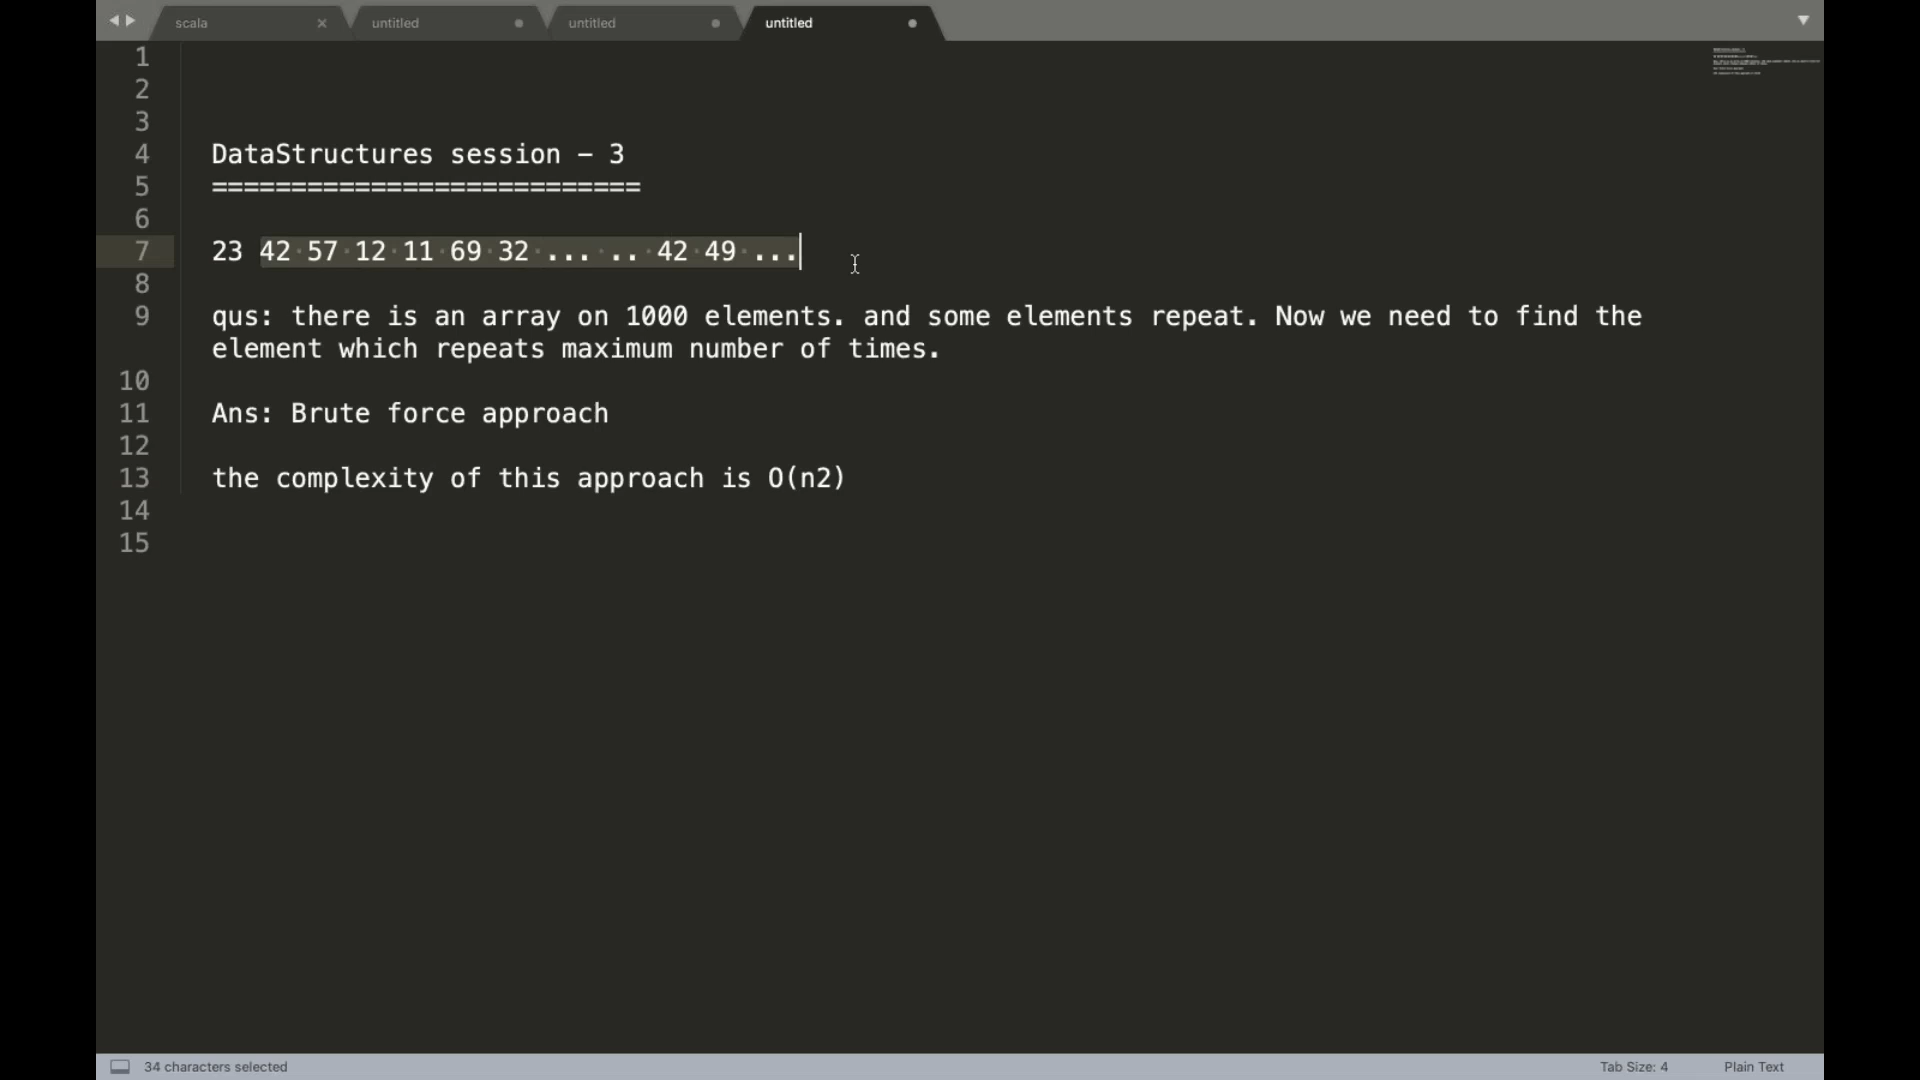 scala × untitled untitled untitled
1
2
3
4 DataStructures session - 3
5 ===========================
6
7 23 42 57 12 11 69 32 ... .. 42 49 ...
8
9 qus: there is an array on 1000 elements. and some elements repeat. Now we need to find the
element which repeats maximum number of times.
10
11 Ans: Brute force approach
12
13 the complexity of this approach is O(n2)
14
15
34 characters selected Tab Size: 4 Plain Text